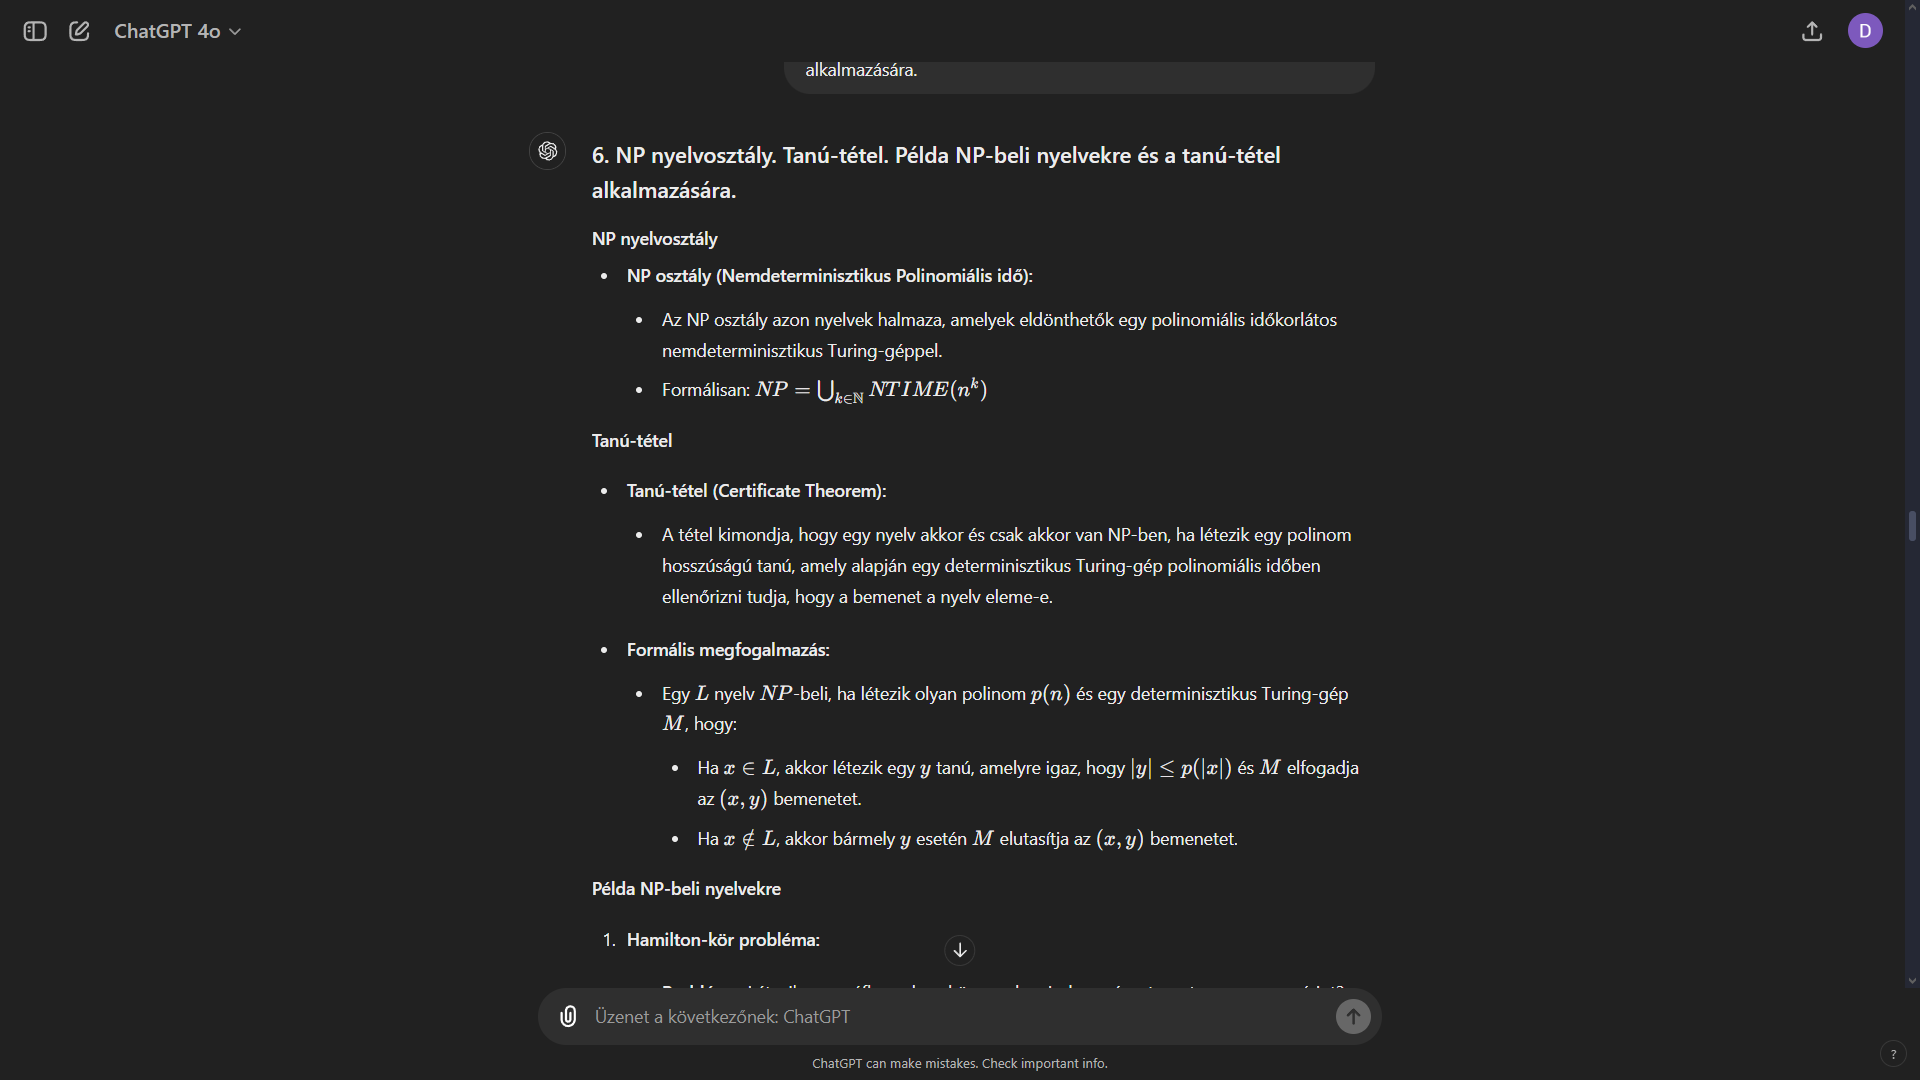 ChatGPT 4o
D
alkalmazására.
6. NP nyelvosztály. Tanú-tétel. Példa NP-beli nyelvekre és a tanú-tétel
alkalmazására.
NP nyelvosztály
• NP osztály (Nemdeterminisztikus Polinomiális idő):
• Az NP osztály azon nyelvek halmaza, amelyek eldönthetők egy polinomiális időkorlátos
nemdeterminisztikus Turing-géppel.
• Formálisan: NP = ⋃_{k∈ℕ} NTIME(n^k)
Tanú-tétel
• Tanú-tétel (Certificate Theorem):
• A tétel kimondja, hogy egy nyelv akkor és csak akkor van NP-ben, ha létezik egy polinom
hosszúságú tanú, amely alapján egy determinisztikus Turing-gép polinomiális időben
ellenőrizni tudja, hogy a bemenet a nyelv eleme-e.
• Formális megfogalmazás:
• Egy L nyelv NP-beli, ha létezik olyan polinom p(n) és egy determinisztikus Turing-gép
M, hogy:
• Ha x ∈ L, akkor létezik egy y tanú, amelyre igaz, hogy |y| ≤ p(|x|) és M elfogadja
az (x, y) bemenetet.
• Ha x ∉ L, akkor bármely y esetén M elutasítja az (x, y) bemenetet.
Példa NP-beli nyelvekre
1. Hamilton-kör probléma:
Üzenet a következőnek: ChatGPT
ChatGPT can make mistakes. Check important info.
?